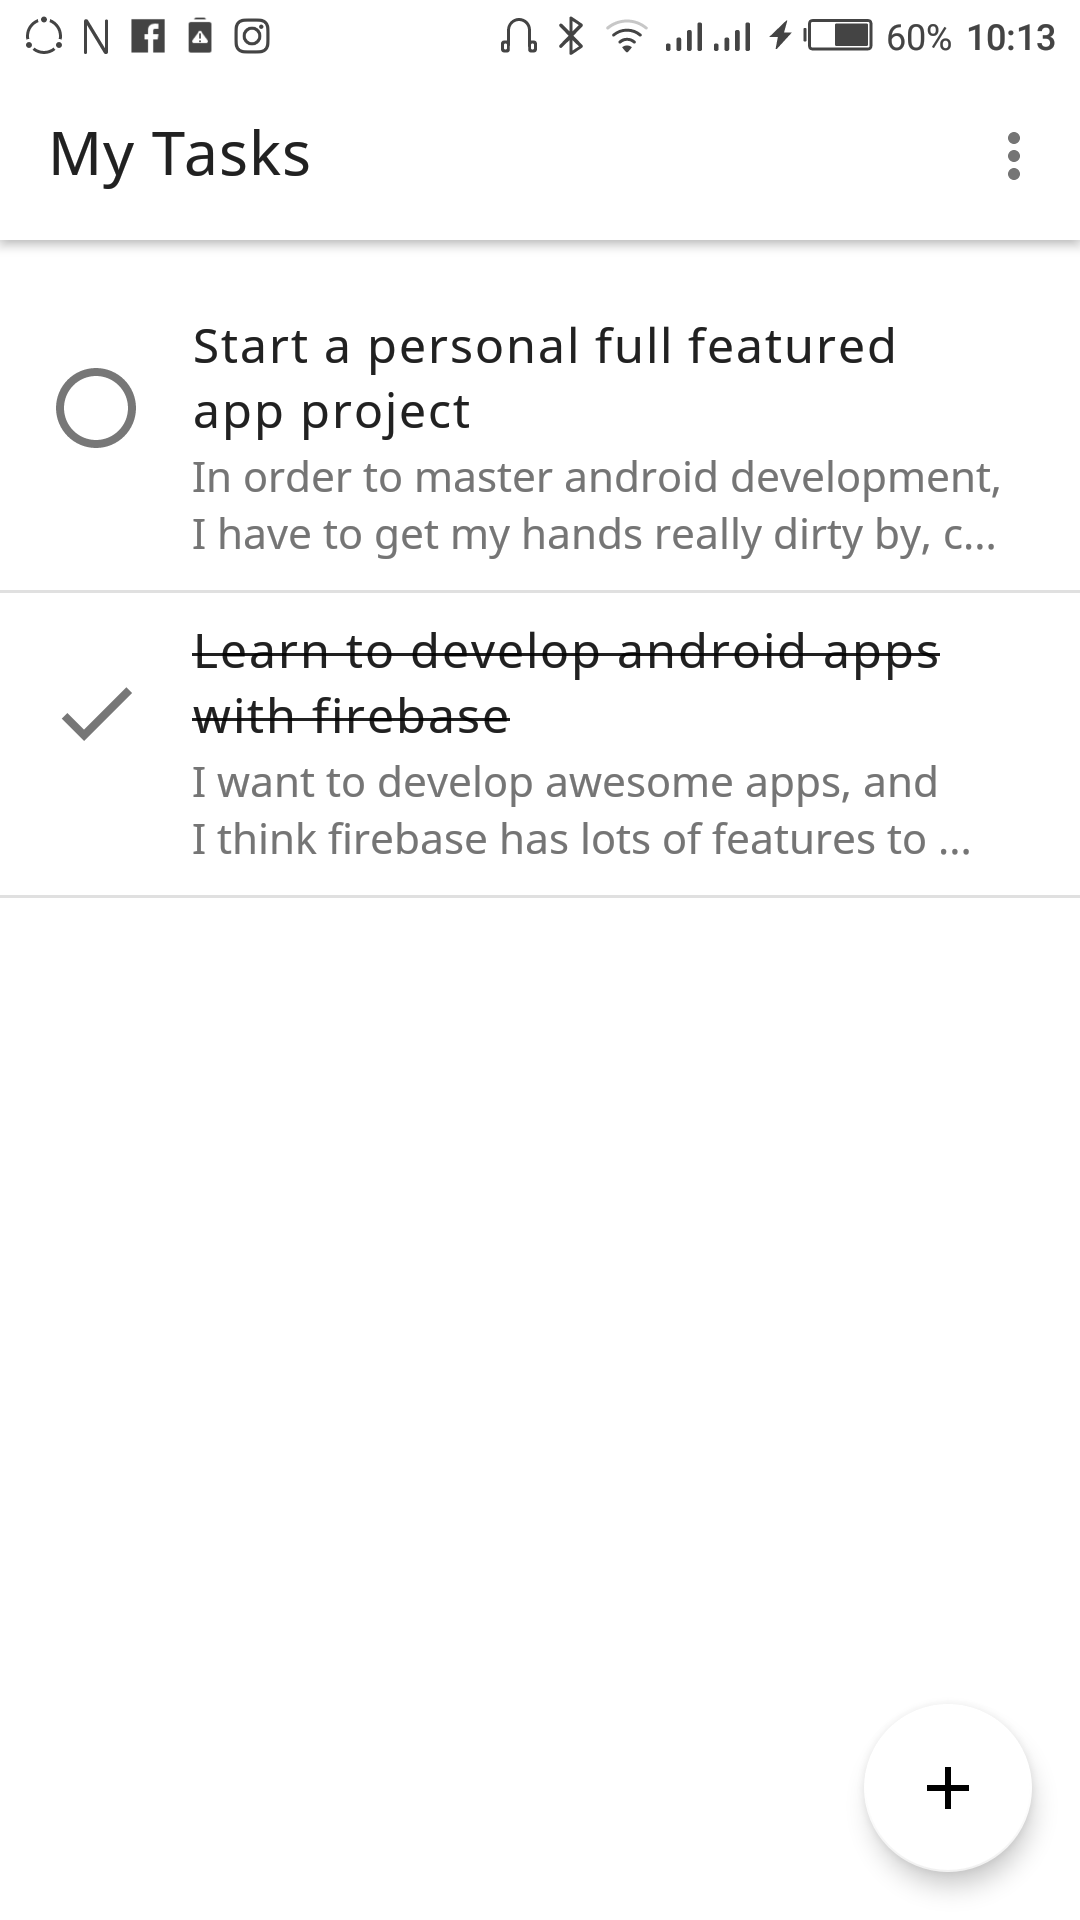 60% 10:13
My Tasks
Start a personal full featured
app project
In order to master android development,
I have to get my hands really dirty by, c...
Learn to develop android apps
with firebase
I want to develop awesome apps, and
I think firebase has lots of features to ...